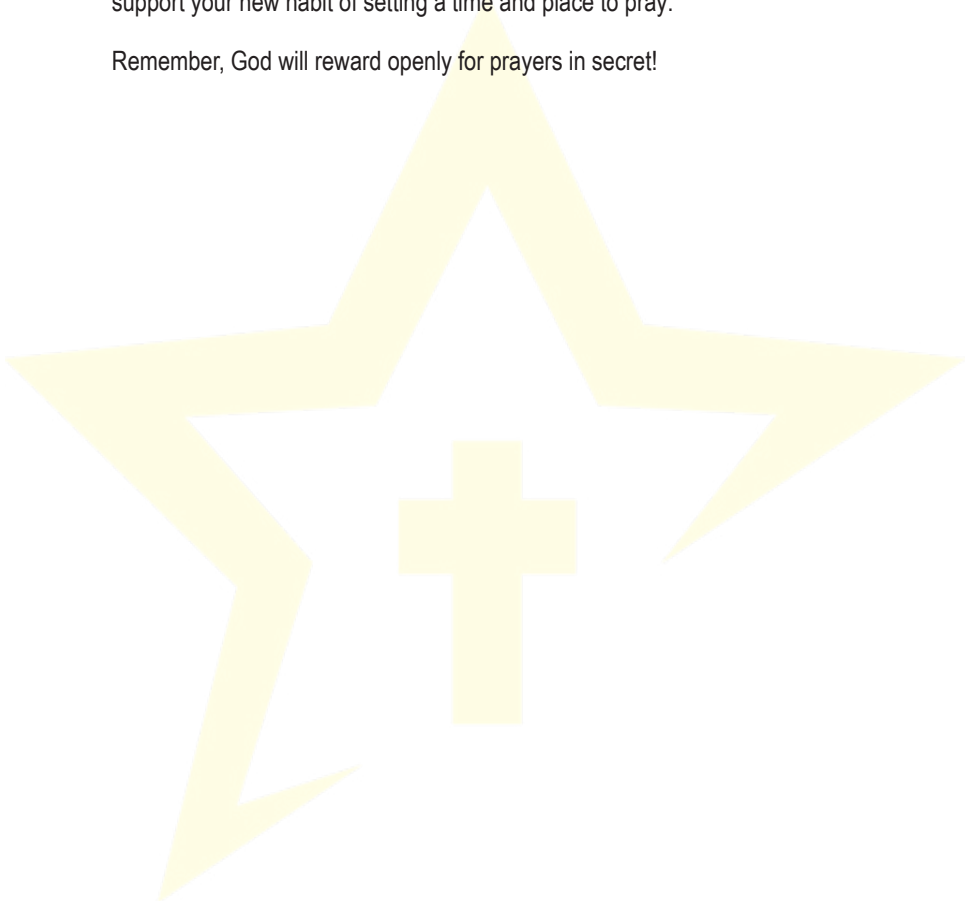 support your new habit of setting a time and place to pray.
Remember, God will reward openly for prayers in secret!